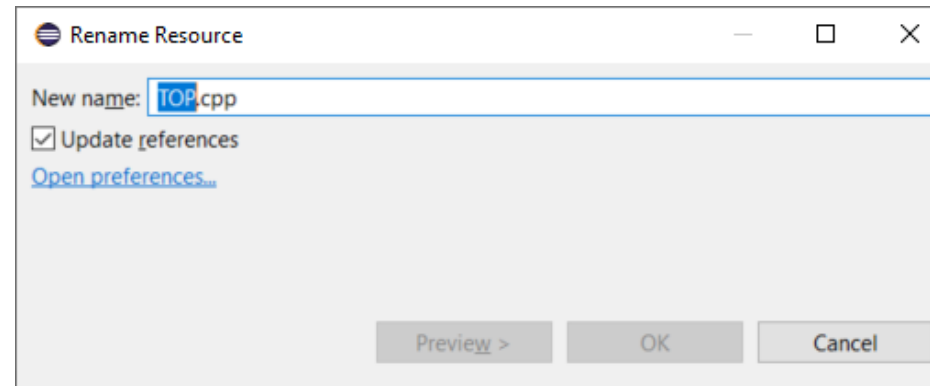 Rename Resource
New name: TOP.cpp
Update references
Open preferences...
Preview > OK Cancel